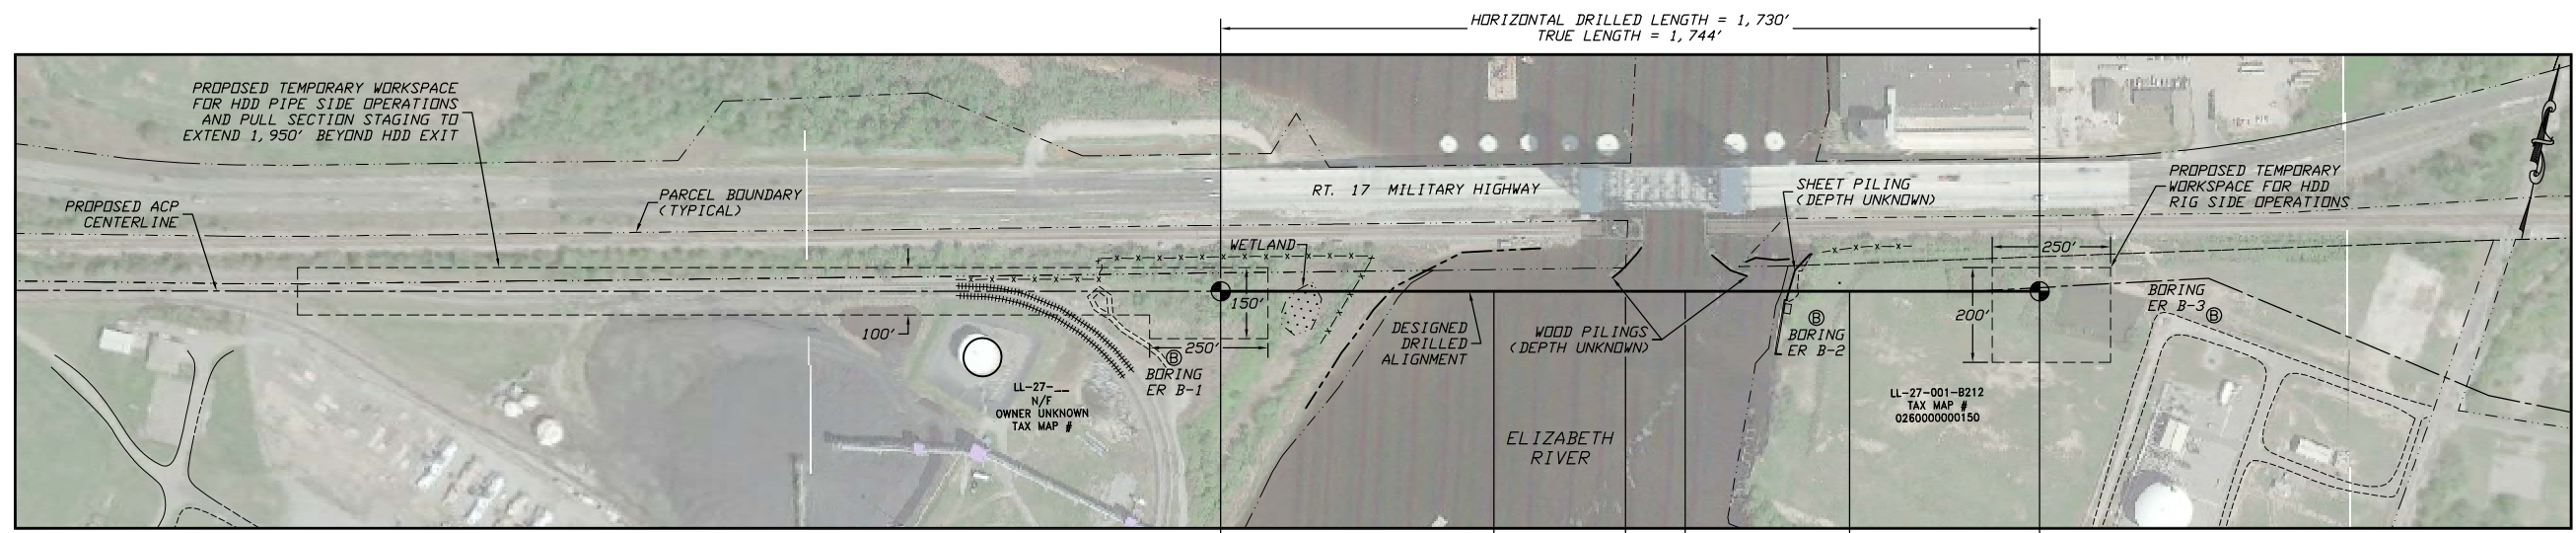 HORIZONTAL DRILLED LENGTH = 1,730'
TRUE LENGTH = 1,744'
PROPOSED TEMPORARY WORKSPACE
FOR HDD PIPE SIDE OPERATIONS
AND PULL SECTION STAGING TO
EXTEND 1,950' BEYOND HDD EXIT
PROPOSED ACP
CENTERLINE
PARCEL BOUNDARY
(TYPICAL)
RT. 17 MILITARY HIGHWAY
SHEET PILING
(DEPTH UNKNOWN)
PROPOSED TEMPORARY
WORKSPACE FOR HDD
RIG SIDE OPERATIONS
WETLAND
250'
150'
100'
250'
200'
BORING
ER B-3
B
DESIGNED
DRILLED
ALIGNMENT
WOOD PILINGS
(DEPTH UNKNOWN)
B
BORING
ER B-2
B
BORING
ER B-1
LL-27-__
N/F
OWNER UNKNOWN
TAX MAP #
LL-27-001-B212
TAX MAP #
0260000000150
ELIZABETH
RIVER